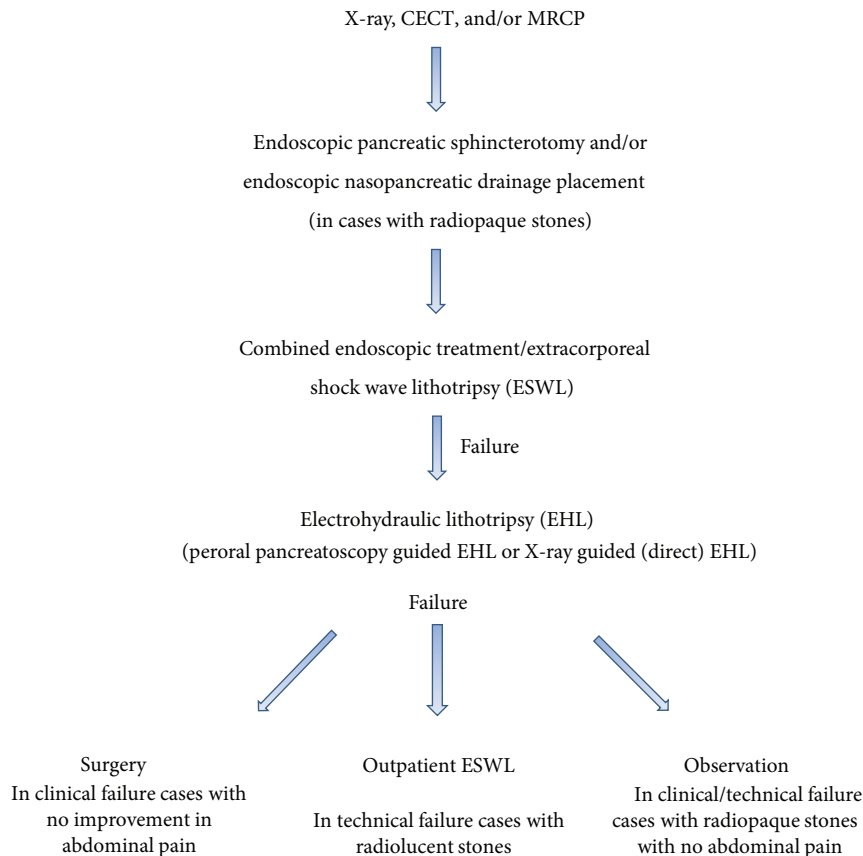 X-ray, CECT, and/or MRCP
Endoscopic pancreatic sphincterotomy and/or
endoscopic nasopancreatic drainage placement
(in cases with radiopaque stones)
Combined endoscopic treatment/extracorporeal
shock wave lithotripsy (ESWL)
Failure
Electrohydraulic lithotripsy (EHL)
(peroral pancreatoscopy guided EHL or X-ray guided (direct) EHL)
Failure
Surgery
In clinical failure cases with
no improvement in
abdominal pain
Outpatient ESWL
In technical failure cases with
radiolucent stones
Observation
In clinical/technical failure
cases with radiopaque stones
with no abdominal pain